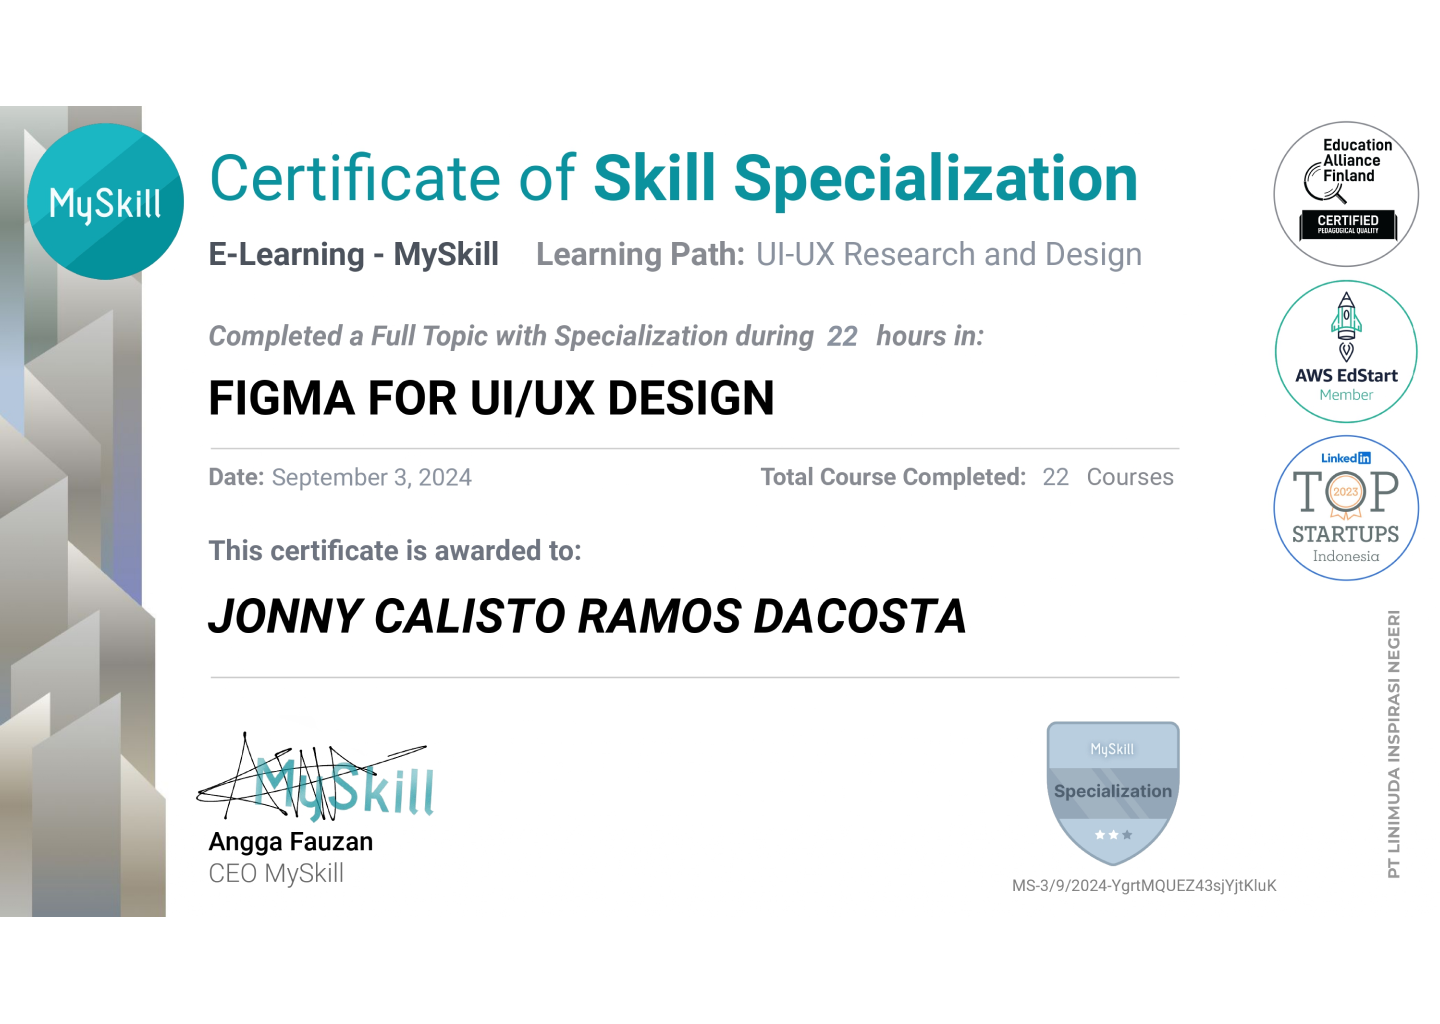 MySkill
Certificate of Skill Specialization
E-Learning - MySkill Learning Path: UI-UX Research and Design
Completed a Full Topic with Specialization during 22 hours in:
FIGMA FOR UI/UX DESIGN
Date: September 3, 2024 Total Course Completed: 22 Courses
This certificate is awarded to:
JONNY CALISTO RAMOS DACOSTA
MySkill
Angga Fauzan
CEO MySkill
MySkill
Specialization
MS-3/9/2024-YgrtMQUEZ43sjYjtKluK
Education
Alliance
Finland
CERTIFIED
PEDAGOGICAL QUALITY
AWS EdStart
Member
Linkedin
TOP
2023
STARTUPS
Indonesia
PT LINIMUDA INSPIRASI NEGERI